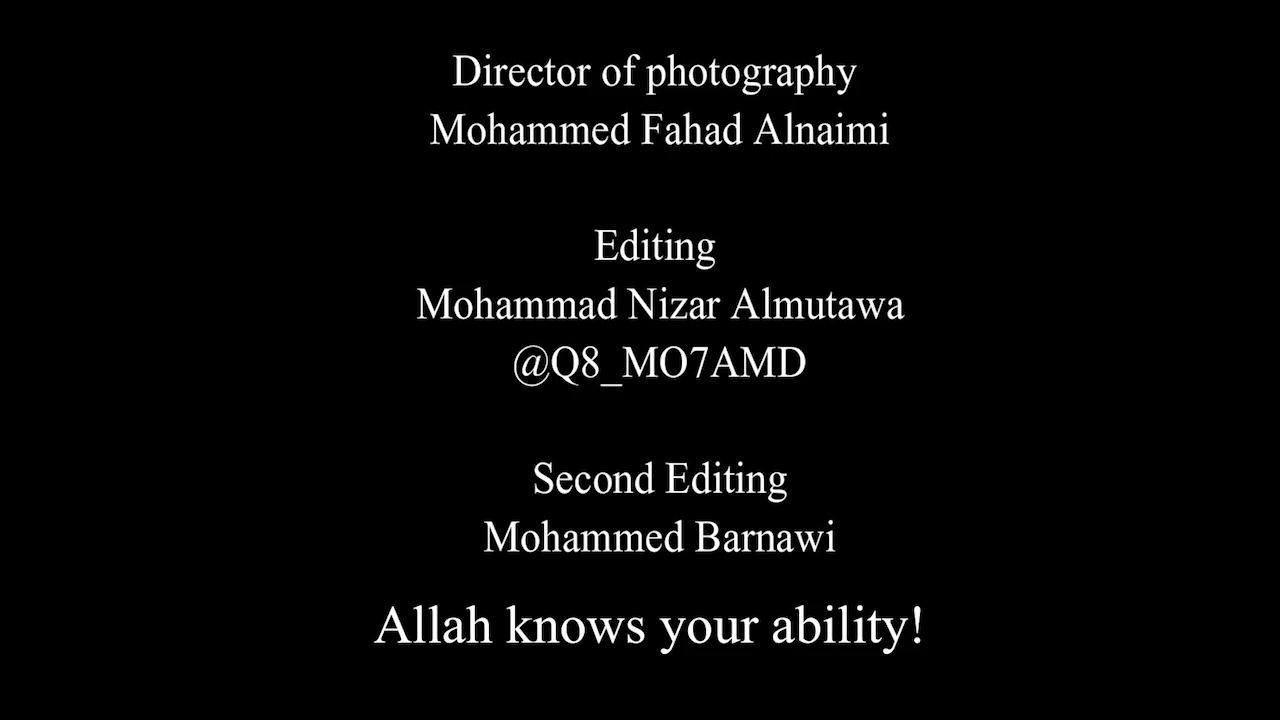 Director of photography
Mohammed Fahad Alnaimi
Editing
Mohammad Nizar Almutawa
@Q8_MO7AMD
Second Editing
Mohammed Barnawi
Allah knows your ability!